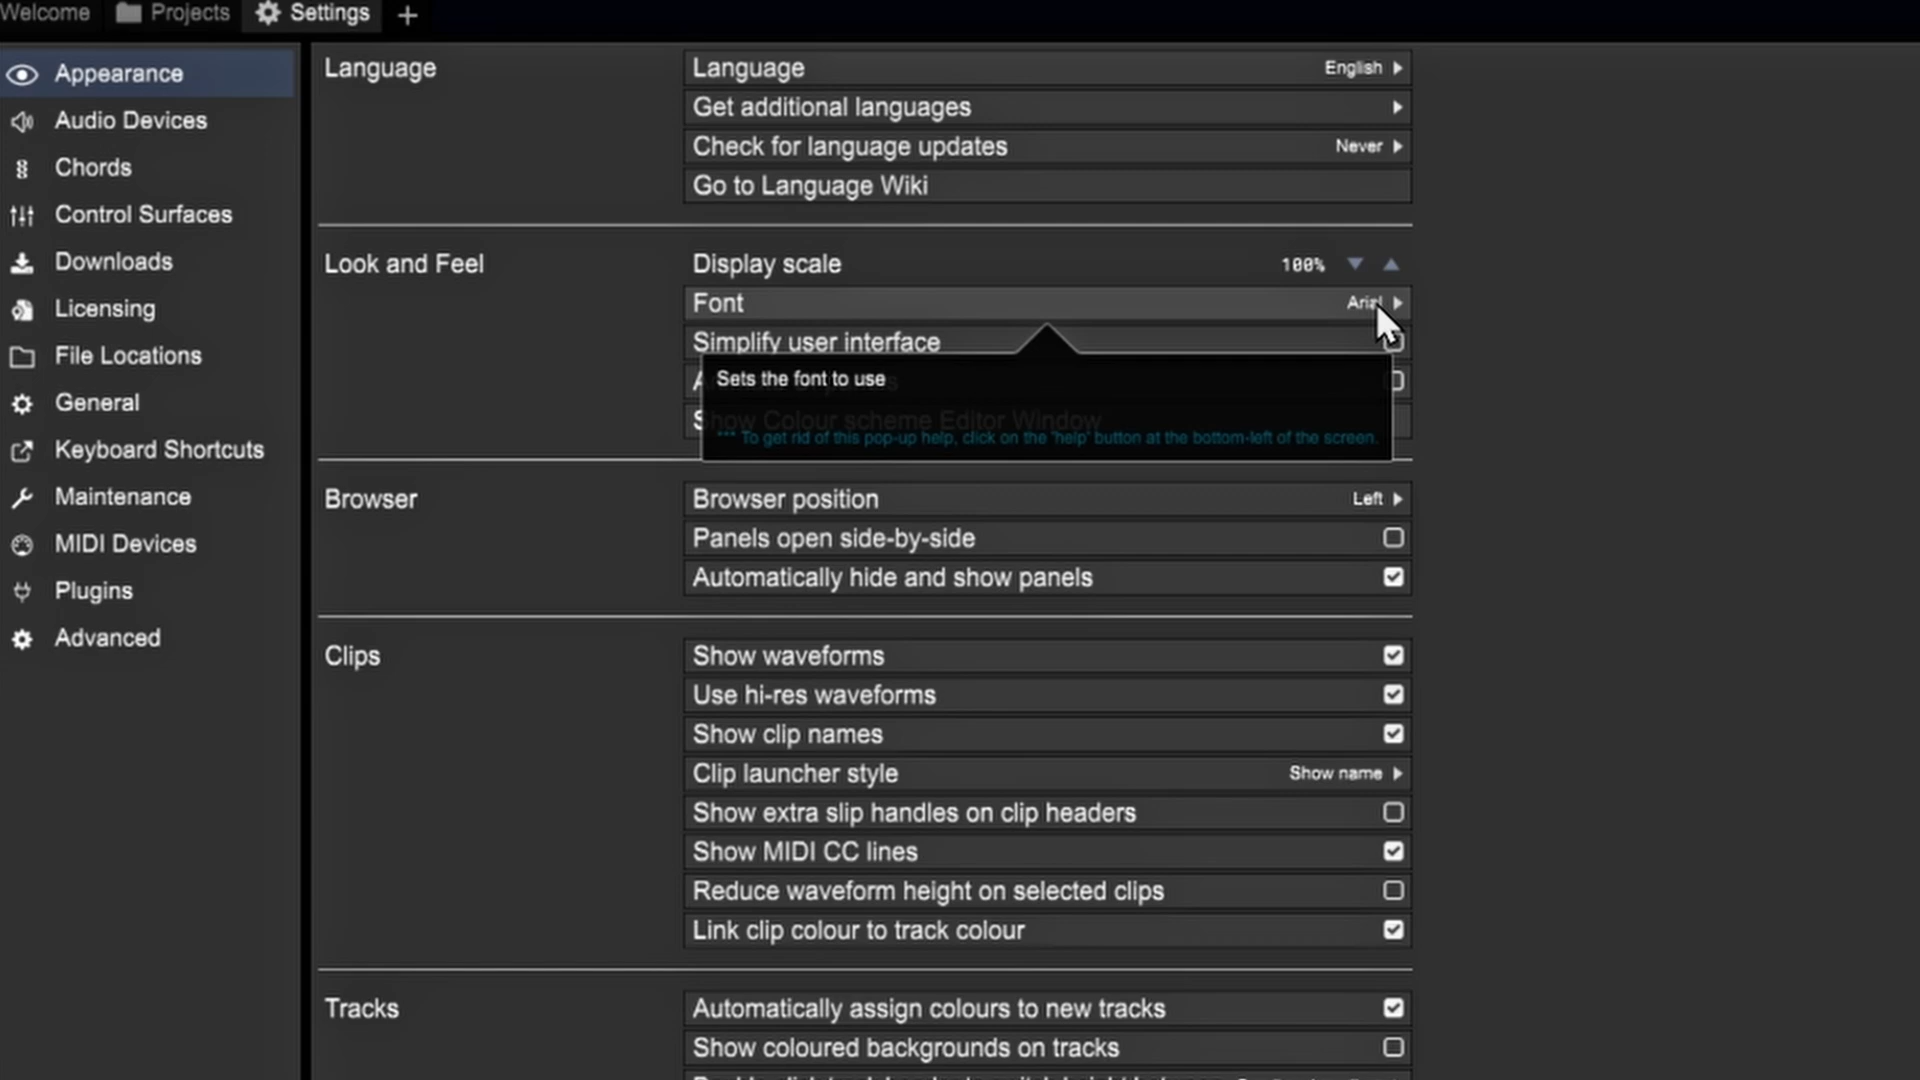 Welcome
Projects
Settings
Appearance
Audio Devices
Chords
Control Surfaces
Downloads
Licensing
File Locations
General
Keyboard Shortcuts
Maintenance
MIDI Devices
Plugins
Advanced
Language
Language English
Get additional languages
Check for language updates Never
Go to Language Wiki
Look and Feel
Display scale 100%
Font Arial
Simplify user interface
Sets the font to use
Show Colour scheme Editor Window
*** To get rid of this pop-up help, click on the 'help' button at the bottom-left of the screen.
Browser
Browser position Left
Panels open side-by-side
Automatically hide and show panels
Clips
Show waveforms
Use hi-res waveforms
Show clip names
Clip launcher style Show name
Show extra slip handles on clip headers
Show MIDI CC lines
Reduce waveform height on selected clips
Link clip colour to track colour
Tracks
Automatically assign colours to new tracks
Show coloured backgrounds on tracks